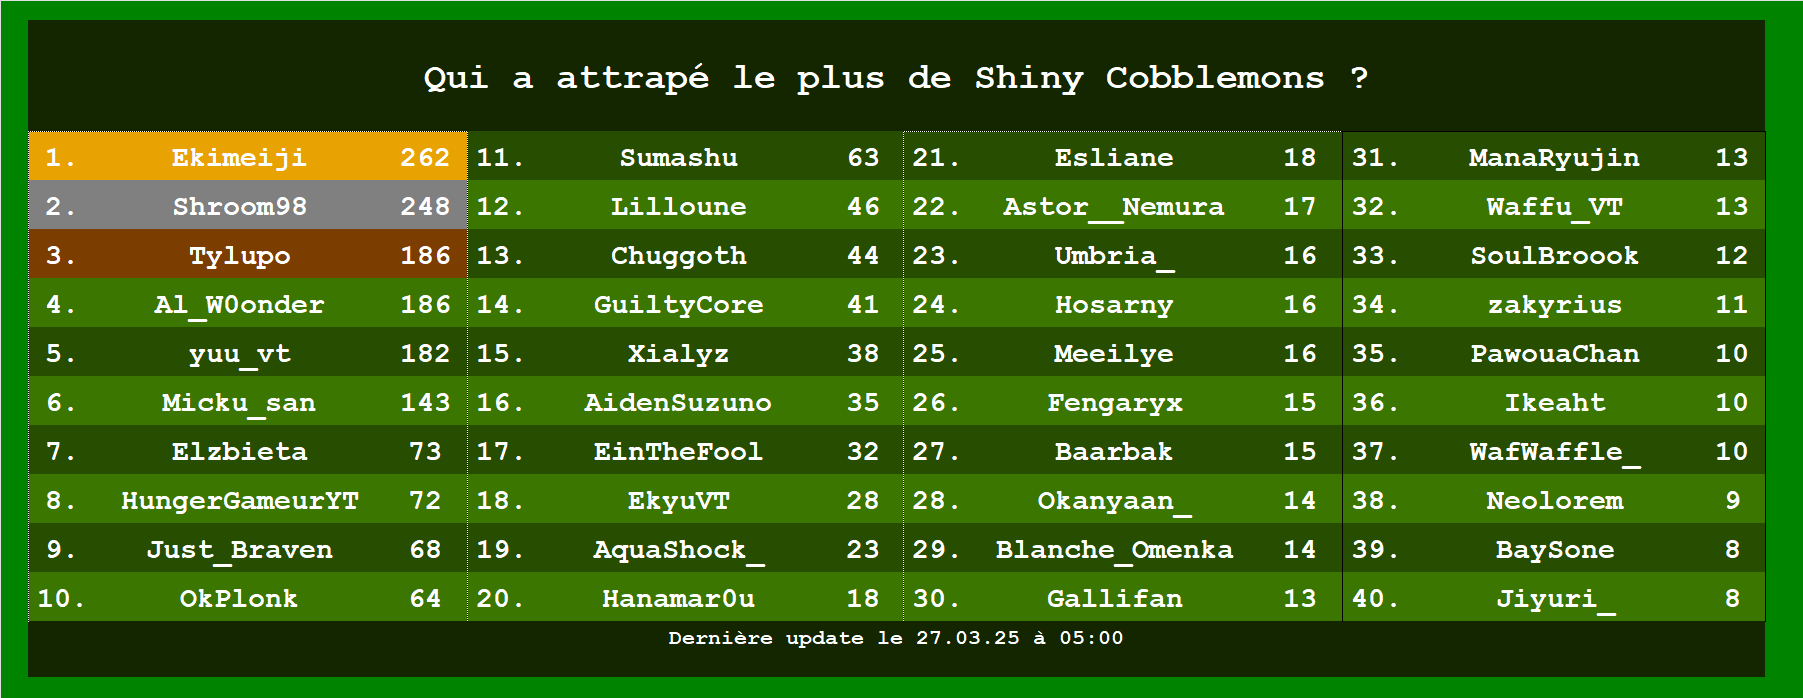 Qui a attrapé le plus de Shiny Cobblemons ?
1. Ekimeiji 262
2. Shroom98 248
3. Tylupo 186
4. Al_W0onder 186
5. yuu_vt 182
6. Micku_san 143
7. Elzbieta 73
8. HungerGameurYT 72
9. Just_Braven 68
10. OkPlonk 64
11. Sumashu 63
12. Lilloune 46
13. Chuggoth 44
14. GuiltyCore 41
15. Xialyz 38
16. AidenSuzuno 35
17. EinTheFool 32
18. EkyuVT 28
19. AquaShock_ 23
20. Hanamar0u 18
21. Esliane 18
22. Astor__Nemura 17
23. Umbria_ 16
24. Hosarny 16
25. Meeilye 16
26. Fengaryx 15
27. Baarbak 15
28. Okanyaan_ 14
29. Blanche_Omenka 14
30. Gallifan 13
31. ManaRyujin 13
32. Waffu_VT 13
33. SoulBroook 12
34. zakyrius 11
35. PawouaChan 10
36. Ikeaht 10
37. WafWaffle_ 10
38. Neolorem 9
39. BaySone 8
40. Jiyuri_ 8
Dernière update le 27.03.25 à 05:00